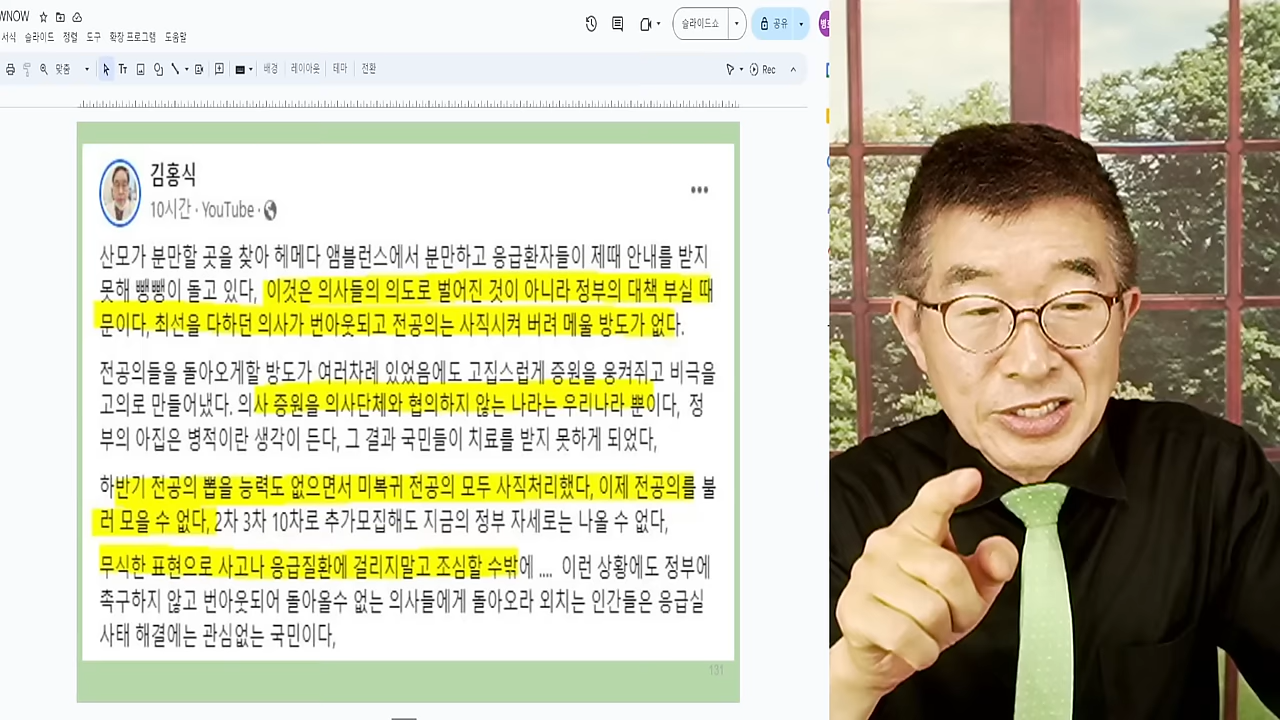 WNOW
서식 슬라이드 정렬 도구 확장 프로그램 도움말
슬라이드쇼
공유
맞춤
배경 레이아웃 테마 전환
Rec
김홍식
10시간 · YouTube ·
산모가 분만할 곳을 찾아 헤메다 앰블런스에서 분만하고 응급환자들이 제때 안내를 받지
못해 뺑뺑이 돌고 있다, 이것은 의사들의 의도로 벌어진 것이 아니라 정부의 대책 부실 때
문이다, 최선을 다하던 의사가 번아웃되고 전공의는 사직시켜 버려 메울 방도가 없다.
전공의들을 돌아오게할 방도가 여러차례 있었음에도 고집스럽게 증원을 웅켜쥐고 비극을
고의로 만들어냈다. 의사 증원을 의사단체와 협의하지 않는 나라는 우리나라 뿐이다, 정
부의 아집은 병적이란 생각이 든다, 그 결과 국민들이 치료를 받지 못하게 되었다,
하반기 전공의 뽑을 능력도 없으면서 미복귀 전공의 모두 사직처리했다, 이제 전공의를 불
러 모을 수 없다, 2차 3차 10차로 추가모집해도 지금의 정부 자세로는 나올 수 없다,
무식한 표현으로 사고나 응급질환에 걸리지말고 조심할 수밖에 .... 이런 상황에도 정부에
촉구하지 않고 번아웃되어 돌아올수 없는 의사들에게 돌아오라 외치는 인간들은 응급실
사태 해결에는 관심없는 국민이다,
131